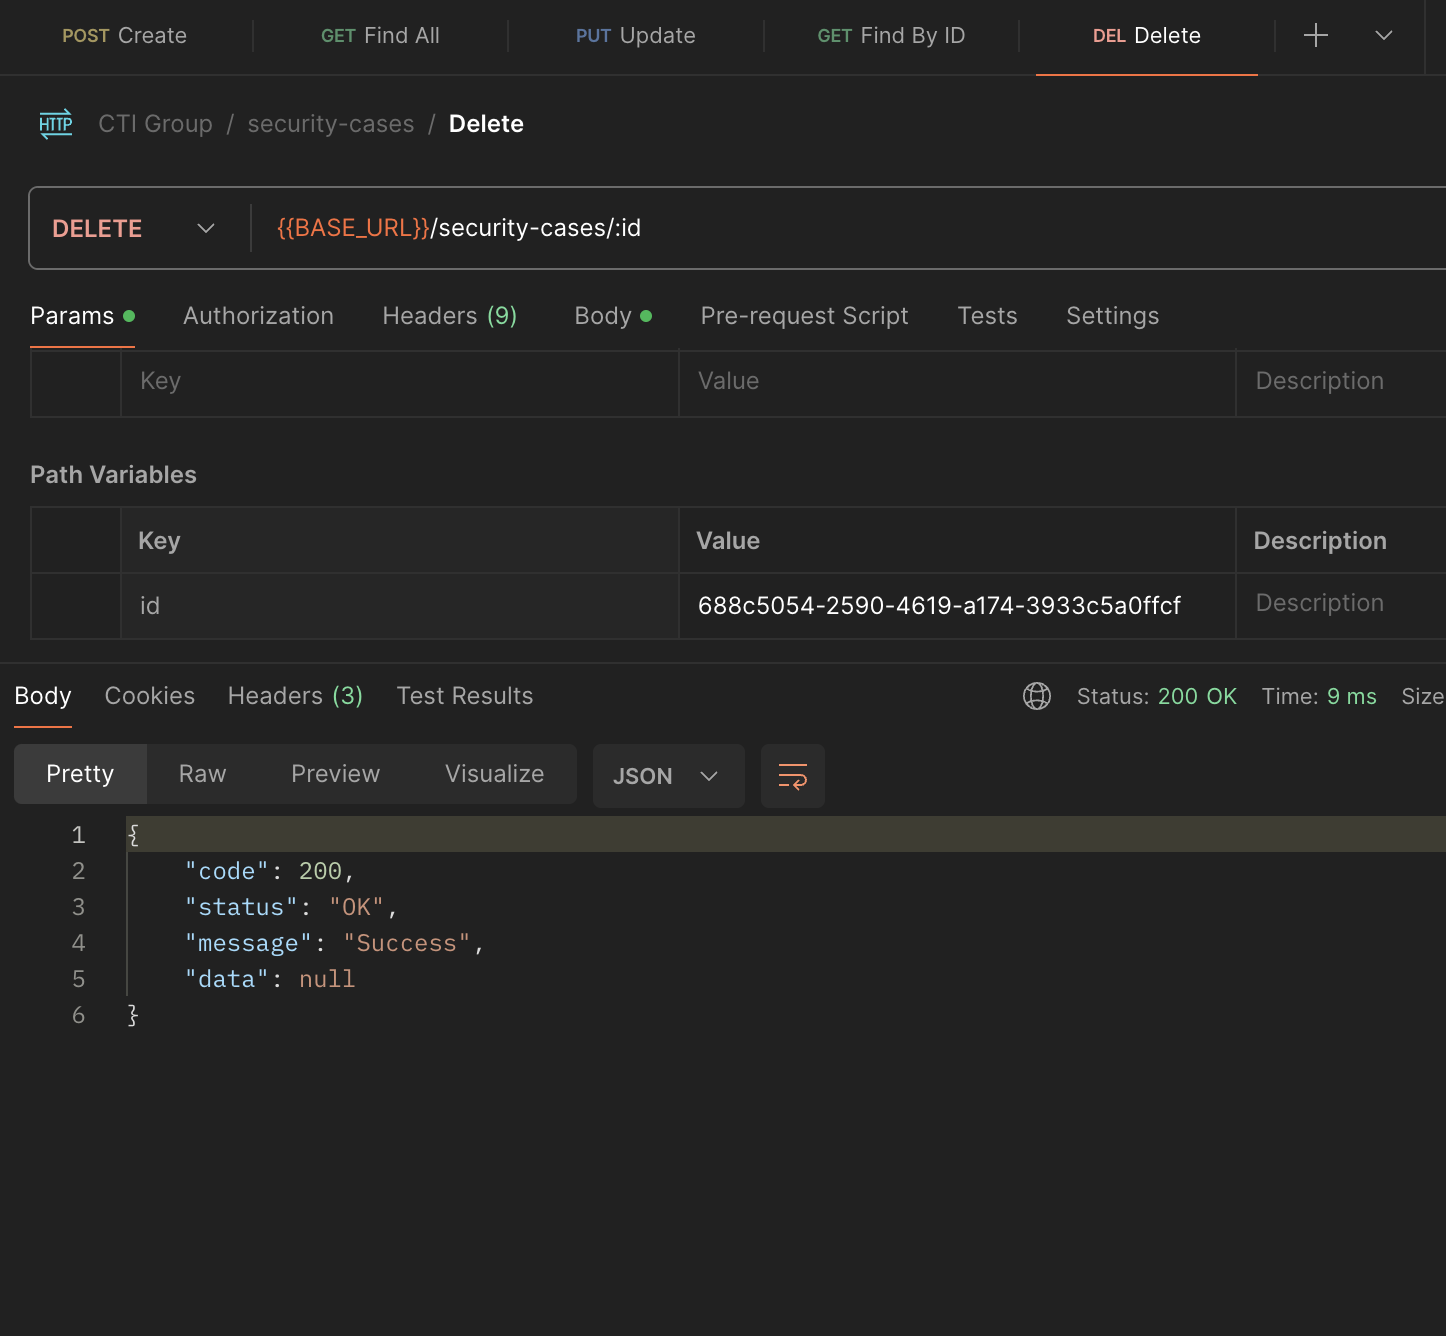 POST Create GET Find All PUT Update GET Find By ID DEL Delete
HTTP CTI Group / security-cases / Delete
DELETE {{BASE_URL}}/security-cases/:id
Params Authorization Headers (9) Body Pre-request Script Tests Settings
Key Value Description
Path Variables
Key Value Description
id 688c5054-2590-4619-a174-3933c5a0ffcf Description
Body Cookies Headers (3) Test Results Status: 200 OK Time: 9 ms Size
Pretty Raw Preview Visualize JSON
1 {
2 "code": 200,
3 "status": "OK",
4 "message": "Success",
5 "data": null
6 }